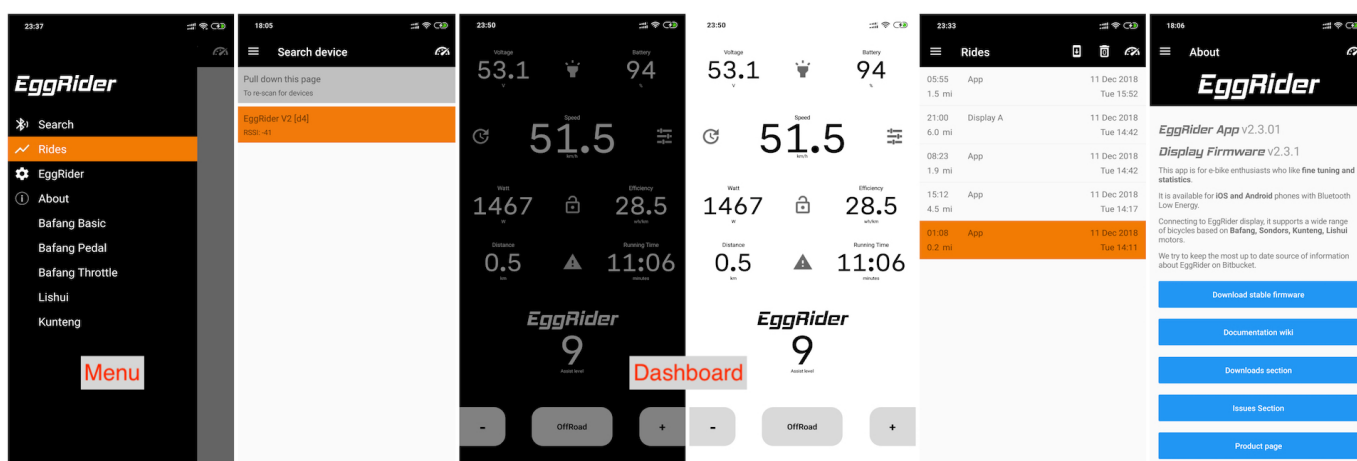 23:37
EggRider
Search
Rides
EggRider
About
Bafang Basic
Bafang Pedal
Bafang Throttle
Lishui
Kunteng
Menu
18:05
Search device
Pull down this page
To re-scan for devices
EggRider V2 [d4]
RSSI: -41
23:50
Voltage Battery
53.1 94
V %
Speed
51.5
km/h
Watt Efficiency
1467 28.5
W wh/km
Distance Running Time
0.5 11:06
km minutes
EggRider
9
Assist level
Dashboard
- OffRoad +
23:50
Voltage Battery
53.1 94
V %
Speed
51.5
km/h
Watt Efficiency
1467 28.5
W wh/km
Distance Running Time
0.5 11:06
km minutes
EggRider
9
Assist level
- OffRoad +
23:33
Rides
05:55 App 11 Dec 2018
1.5 mi Tue 15:52
21:00 Display A 11 Dec 2018
6.0 mi Tue 14:42
08:23 App 11 Dec 2018
1.9 mi Tue 14:42
15:12 App 11 Dec 2018
4.5 mi Tue 14:17
01:08 App 11 Dec 2018
0.2 mi Tue 14:11
18:06
About
EggRider
EggRider App v2.3.01
Display Firmware v2.3.1
This app is for e-bike enthusiasts who like fine tuning and
statistics.
It is available for iOS and Android phones with Bluetooth
Low Energy.
Connecting to EggRider display, it supports a wide range
of bicycles based on Bafang, Sondors, Kunteng, Lishui
motors.
We try to keep the most up to date source of information
about EggRider on Bitbucket.
Download stable firmware
Documentation wiki
Downloads section
Issues Section
Product page